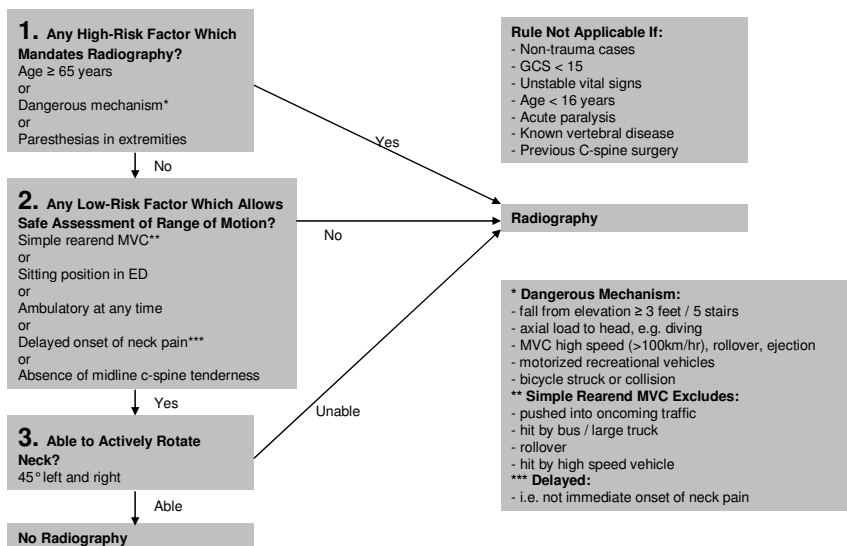 1. Any High-Risk Factor Which
Mandates Radiography?
Age ≥ 65 years
or
Dangerous mechanism*
or
Paresthasias in extremities
Yes
No
2. Any Low-Risk Factor Which Allows
Safe Assessment of Range of Motion?
Simple rearend MVC**
or
Sitting position in ED
or
Ambulatory at any time
or
Delayed onset of neck pain***
or
Absence of midline c-spine tenderness
No
Yes
3. Able to Actively Rotate
Neck?
45° left and right
Unable
Able
No Radiography
Rule Not Applicable If:
- Non-trauma cases
- GCS < 15
- Unstable vital signs
- Age < 16 years
- Acute paralysis
- Known vertebral disease
- Previous C-spine surgery
Radiography
* Dangerous Mechanism:
- fall from elevation ≥ 3 feet / 5 stairs
- axial load to head, e.g. diving
- MVC high speed (>100km/hr), rollover, ejection
- motorized recreational vehicles
- bicycle struck or collision
** Simple Rearend MVC Excludes:
- pushed into oncoming traffic
- hit by bus / large truck
- rollover
- hit by high speed vehicle
*** Delayed:
- i.e. not immediate onset of neck pain